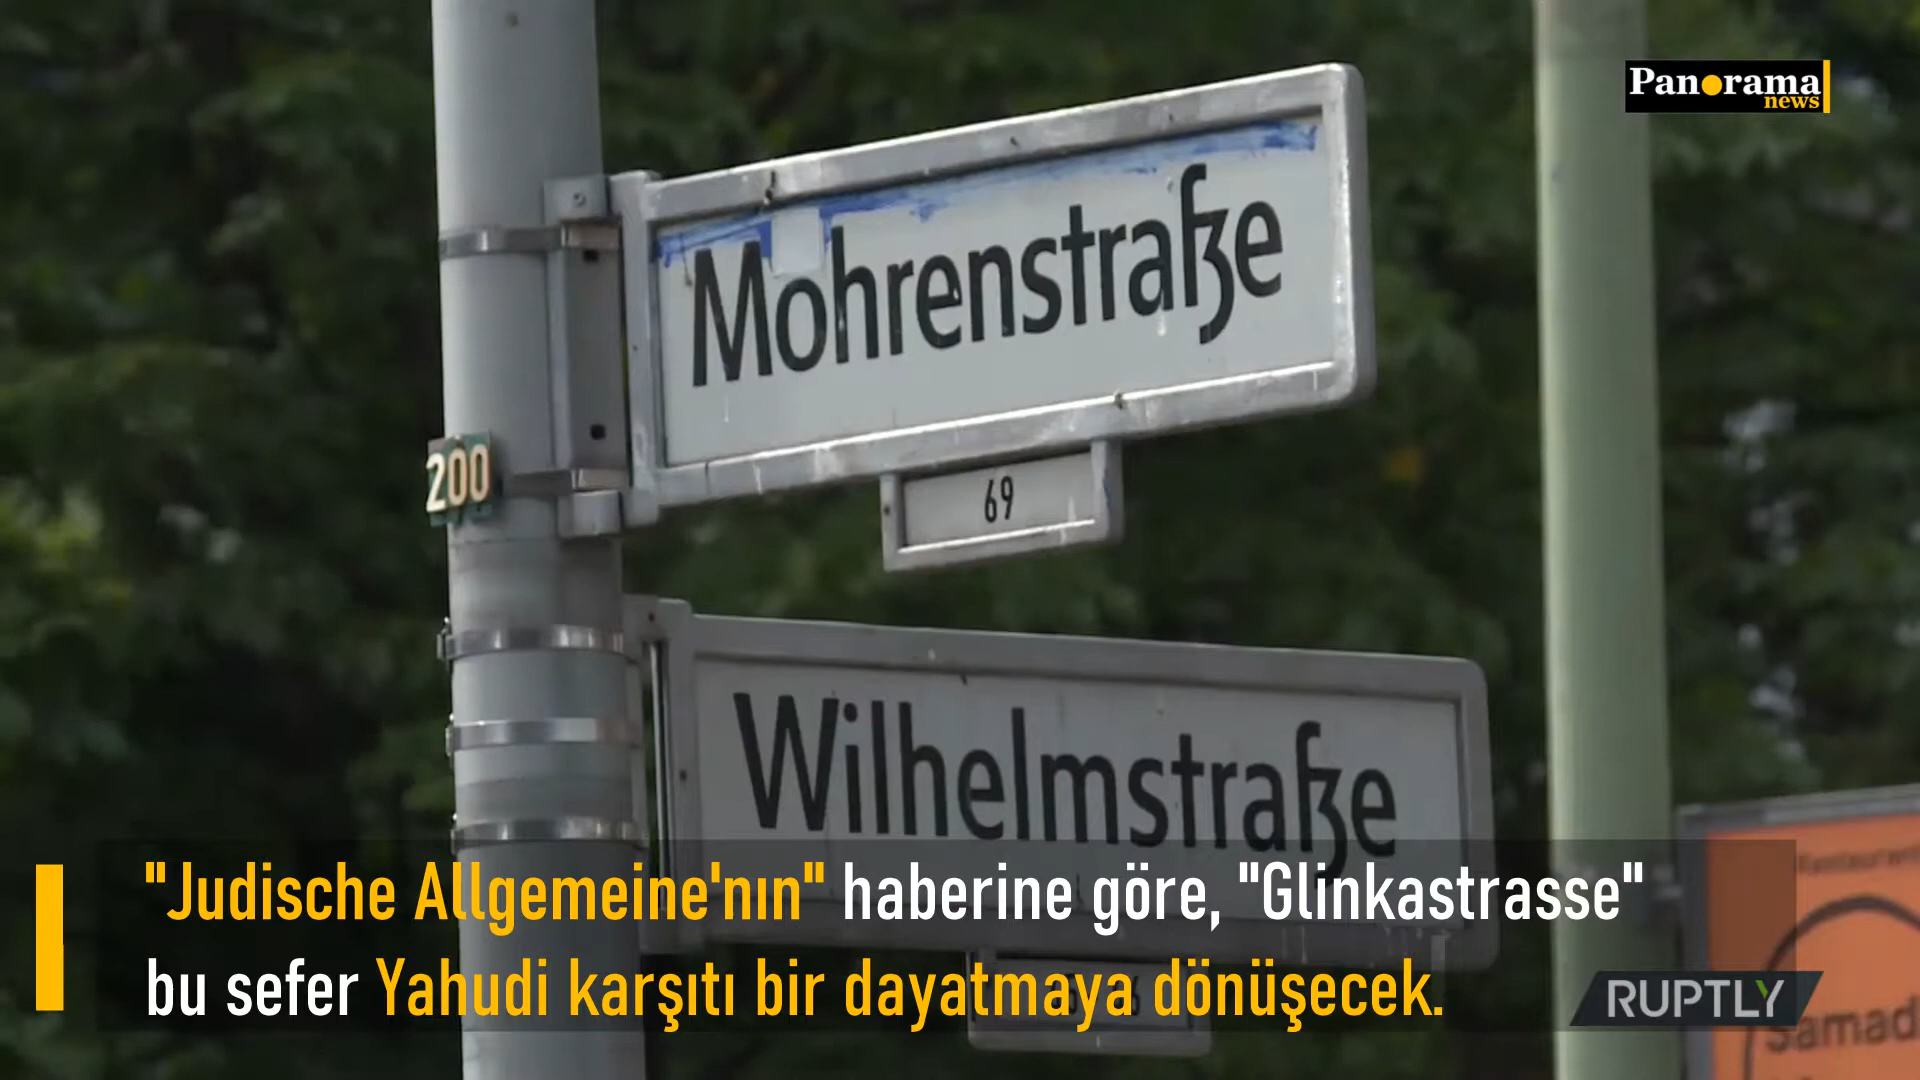 Panorama
news
Mohrenstraße
69
200
Wilhelmstraße
"Judische Allgemeine'nın" haberine göre, "Glinkastrasse"
bu sefer Yahudi karşıtı bir dayatmaya dönüşecek.
RUPTLY